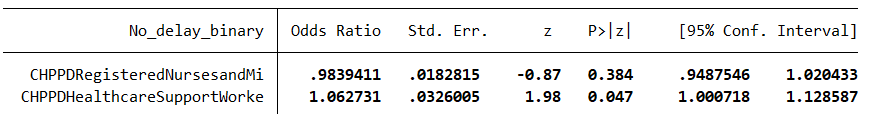 No_delay_binary Odds Ratio Std. Err. z P>|z| [95% Conf. Interval]
CHPPDRegisteredNursesandMi .9839411 .0182815 -0.87 0.384 .9487546 1.020433
CHPPDHealthcareSupportWorke 1.062731 .0326005 1.98 0.047 1.000718 1.128587